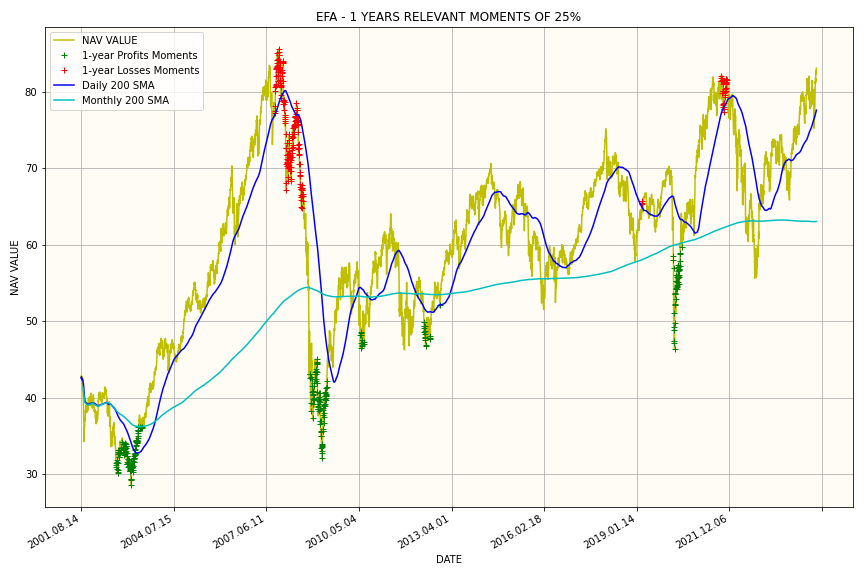 EFA - 1 YEARS RELEVANT MOMENTS OF 25%
NAV VALUE
1-year Profits Moments
1-year Losses Moments
Daily 200 SMA
Monthly 200 SMA
NAV VALUE
80
70
60
50
40
30
2001.08.14
2004.07.15
2007.06.11
2010.05.04
2013.04.01
2016.02.18
2019.01.14
2021.12.06
DATE